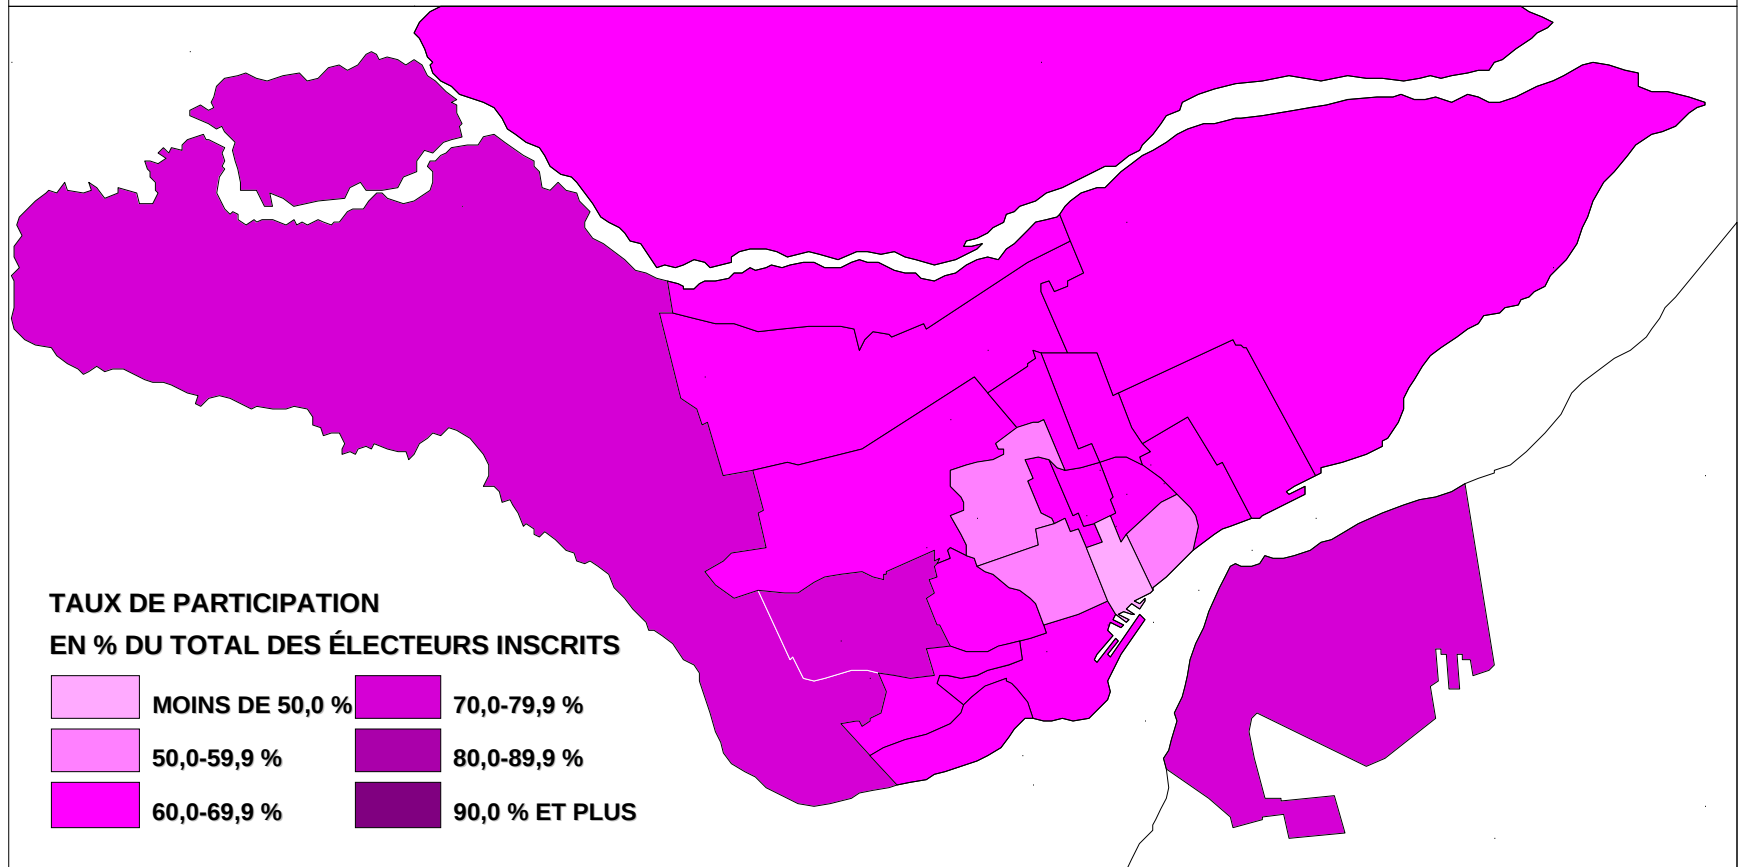 TAUX DE PARTICIPATION
EN % DU TOTAL DES ÉLECTEURS INSCRITS
MOINS DE 50,0 %
50,0-59,9 %
60,0-69,9 %
70,0-79,9 %
80,0-89,9 %
90,0 % ET PLUS